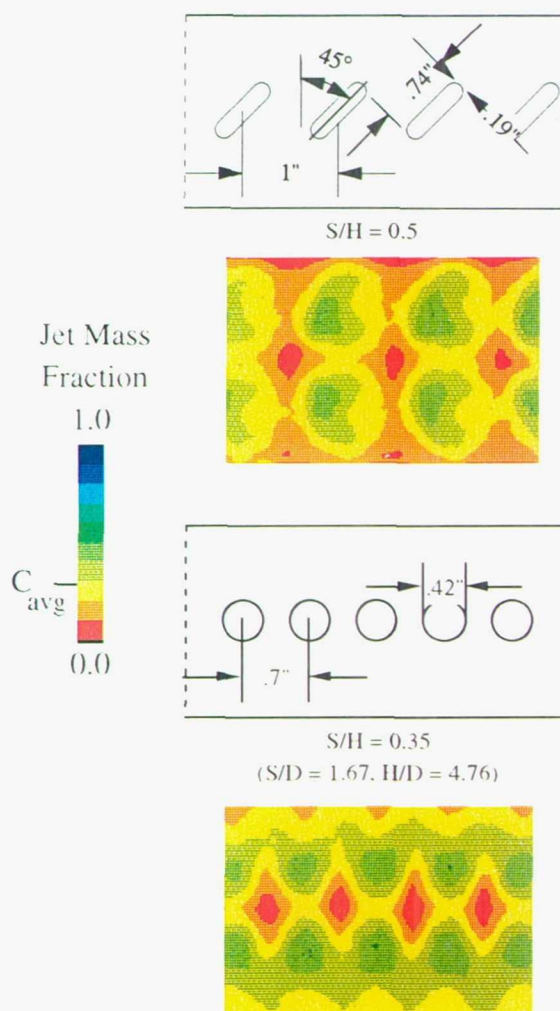 45°
.74"
.19"
1"
S/H = 0.5
Jet Mass
Fraction
1.0
C avg
0.0
.42"
.7"
S/H = 0.35
(S/D = 1.67, H/D = 4.76)